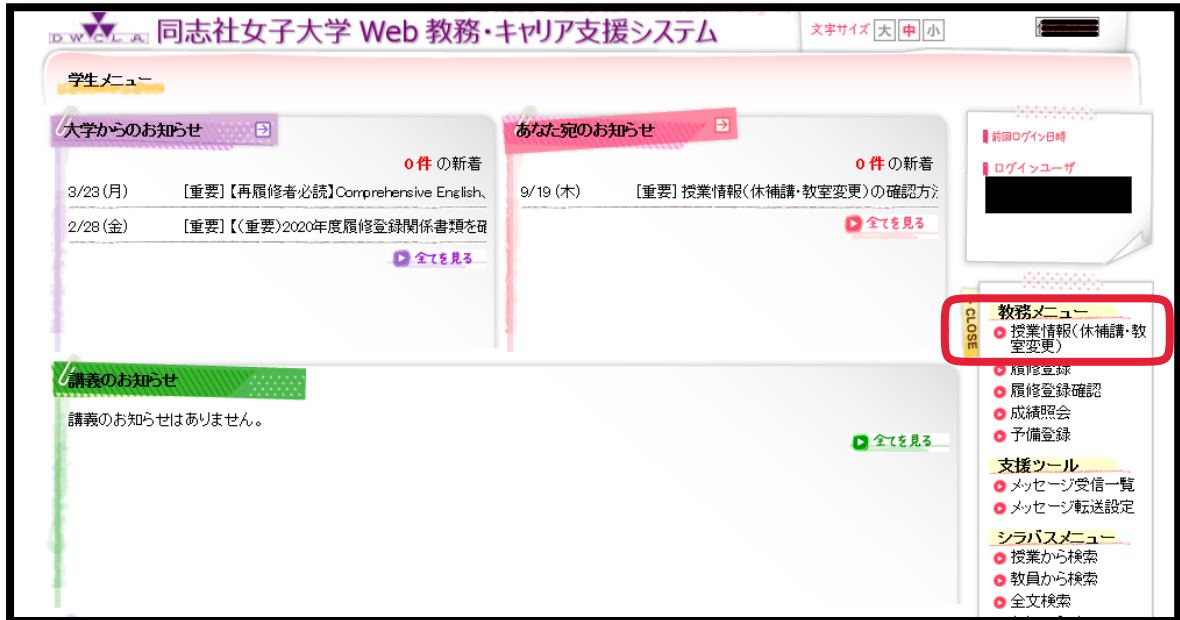 D W C L A 同志社女子大学 Web 教務・キャリア支援システム
文字サイズ 大 中 小
学生メニュー
大学からのお知らせ
0件 の新着
3/23(月) [重要]【再履修者必読】Comprehensive English、
2/28(金) [重要]【(重要)2020年度履修登録関係書類を確
全てを見る
あなた宛のお知らせ
0件 の新着
9/19(木) [重要] 授業情報(休補講・教室変更)の確認方法
全てを見る
講義のお知らせ
講義のお知らせはありません。
全てを見る
前回ログイン日時
ログインユーザ
CLOSE
教務メニュー
授業情報(休補講・教
室変更)
履修登録
履修登録確認
成績照会
予備登録
支援ツール
メッセージ受信一覧
メッセージ転送設定
シラバスメニュー
授業から検索
教員から検索
全文検索